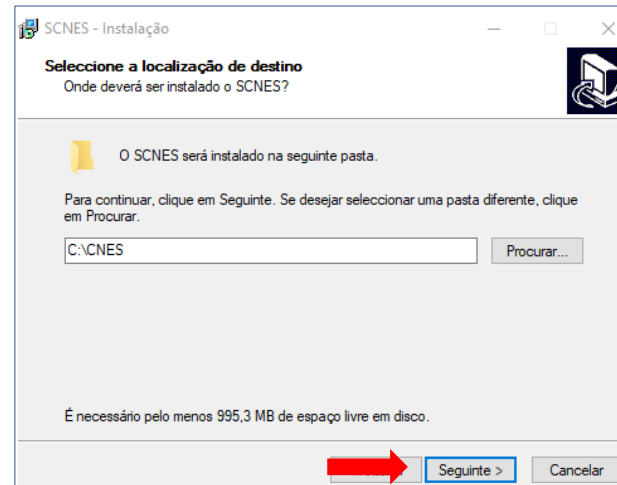 SCNES - Instalação
Seleccione a localização de destino
Onde deverá ser instalado o SCNES?
O SCNES será instalado na seguinte pasta.
Para continuar, clique em Seguinte. Se desejar seleccionar uma pasta diferente, clique
em Procurar.
C:\CNES
Procurar...
É necessário pelo menos 995,3 MB de espaço livre em disco.
Seguinte >
Cancelar